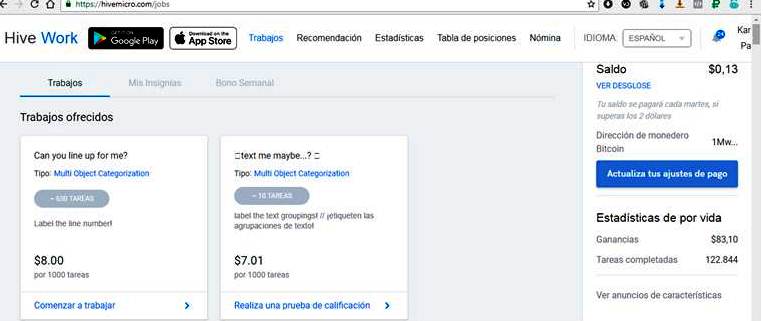 https://hivemicro.com/jobs
Hive Work
GET IT ON
Google Play
Download on the
App Store
Trabajos
Recomendación
Estadísticas
Tabla de posiciones
Nómina
IDIOMA:
ESPAÑOL
24
Kar
Pa
Trabajos
Mis Insignias
Bono Semanal
Trabajos ofrecidos
Can you line up for me?
Tipo: Multi Object Categorization
~ 630 TAREAS
Label the line number!
$8.00
por 1000 tareas
Comenzar a trabajar
text me maybe...?
Tipo: Multi Object Categorization
~ 10 TAREAS
label the text groupings! // ¡etiqueten las
agrupaciones de texto!
$7.01
por 1000 tareas
Realiza una prueba de calificación
Saldo $0,13
VER DESGLOSE
Tu saldo se pagará cada martes, si
superas los 2 dólares
Dirección de monedero
Bitcoin
1Mw...
Actualiza tus ajustes de pago
Estadísticas de por vida
Ganancias $83,10
Tareas completadas 122.844
Ver anuncios de características